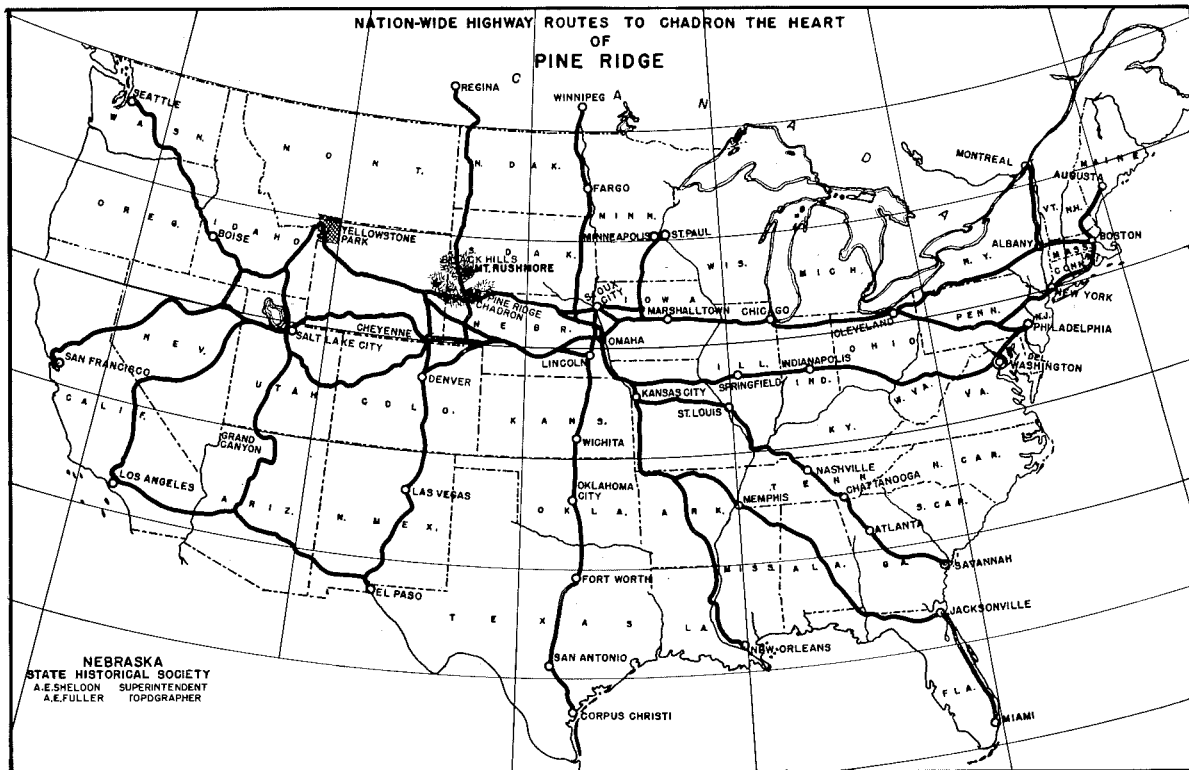 NATION-WIDE HIGHWAY ROUTES TO CHADRON THE HEART
OF
PINE RIDGE
C A N A D A
REGINA
WINNIPEG
SEATTLE
WASH.
MONT.
N. DAK.
FARGO
MINN.
MONTREAL
MAINE
AUGUSTA
VT. N.H.
OREG.
IDAHO
BOISE
YELLOWSTONE
PARK
S. DAK.
BLACK HILLS
MT. RUSHMORE
MINNEAPOLIS
ST. PAUL
WIS.
MICH.
N.Y.
ALBANY
BOSTON
MASS.
CONN.
NEW YORK
PINE RIDGE
CHADRON
SIOUX
CITY
IOWA
MARSHALLTOWN
CHICAGO
CLEVELAND
PENN.
N.J.
PHILADELPHIA
CHEYENNE
NEBR.
OMAHA
LINCOLN
SALT LAKE CITY
NEV.
SAN FRANCISCO
CALIF.
UTAH
COLO.
DENVER
KANS.
KANSAS CITY
ILL.
SPRINGFIELD
INDIANAPOLIS
IND.
OHIO
DEL.
WASHINGTON
W. VA.
VA.
ST. LOUIS
KY.
WICHITA
GRAND
CANYON
LOS ANGELES
ARIZ.
N. MEX.
LAS VEGAS
OKLAHOMA
CITY
OKLA.
ARK.
MEMPHIS
NASHVILLE
TENN.
CHATTANOOGA
N. CAR.
S. CAR.
ATLANTA
SAVANNAH
EL PASO
FORT WORTH
MISS.
ALA.
GA.
JACKSONVILLE
TEXAS
LA.
NEW ORLEANS
SAN ANTONIO
CORPUS CHRISTI
FLA.
MIAMI
NEBRASKA
STATE HISTORICAL SOCIETY
A.E. SHELDON SUPERINTENDENT
A.E. FULLER TOPOGRAPHER